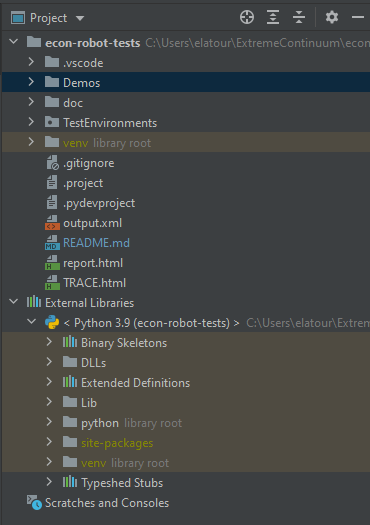 Project
econ-robot-tests C:\Users\elatour\ExtremeContinuum\econ
.vscode
Demos
doc
TestEnvironments
venv library root
.gitignore
.project
.pydevproject
output.xml
README.md
report.html
TRACE.html
External Libraries
< Python 3.9 (econ-robot-tests) > C:\Users\elatour\Extrem
Binary Skeletons
DLLs
Extended Definitions
Lib
python library root
site-packages
venv library root
Typeshed Stubs
Scratches and Consoles